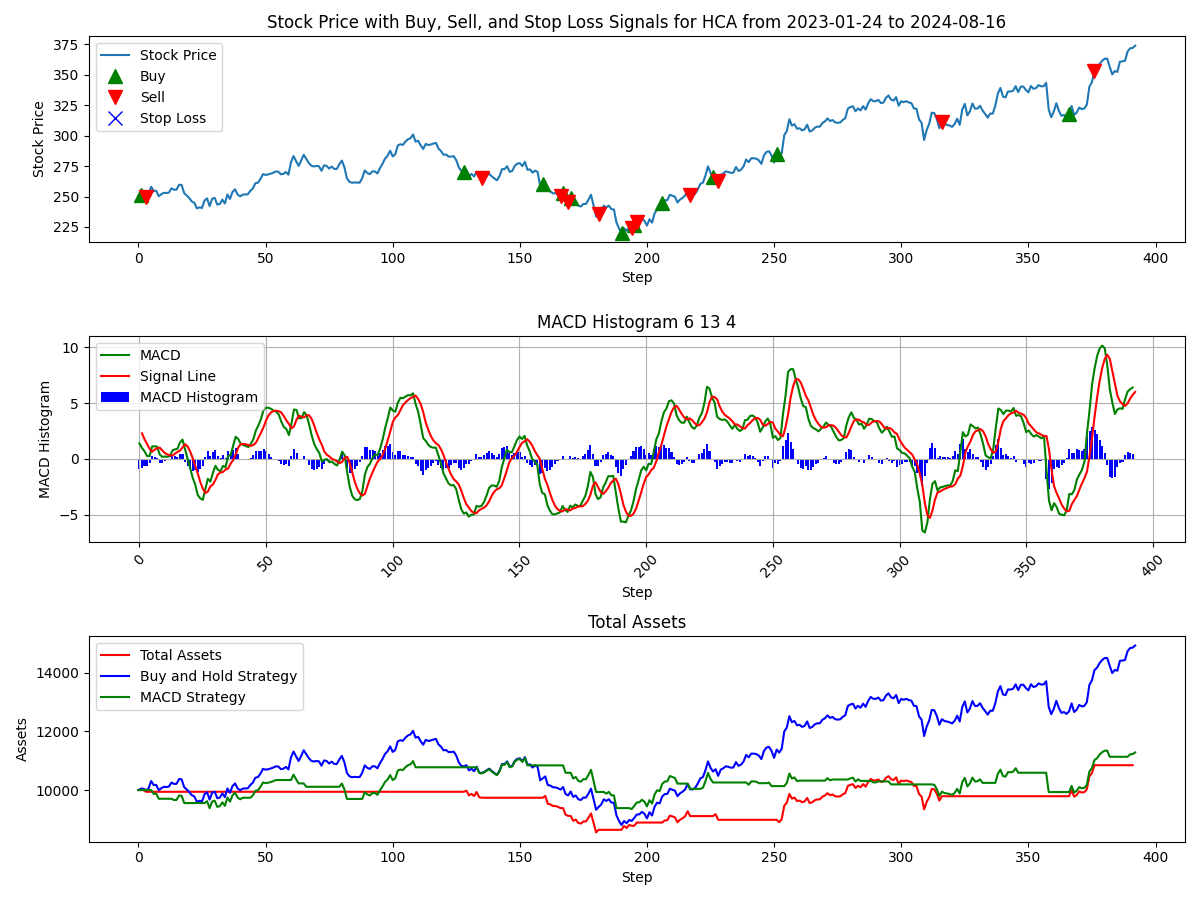 Stock Price with Buy, Sell, and Stop Loss Signals for HCA from 2023-01-24 to 2024-08-16
375
350
325
300
275
250
225
Stock Price
Stock Price
Buy
Sell
Stop Loss
0 50 100 150 200 250 300 350 400
Step
MACD Histogram 6 13 4
10
5
0
−5
MACD Histogram
MACD
Signal Line
MACD Histogram
0 50 100 150 200 250 300 350 400
Step
Total Assets
14000
12000
10000
Assets
Total Assets
Buy and Hold Strategy
MACD Strategy
0 50 100 150 200 250 300 350 400
Step